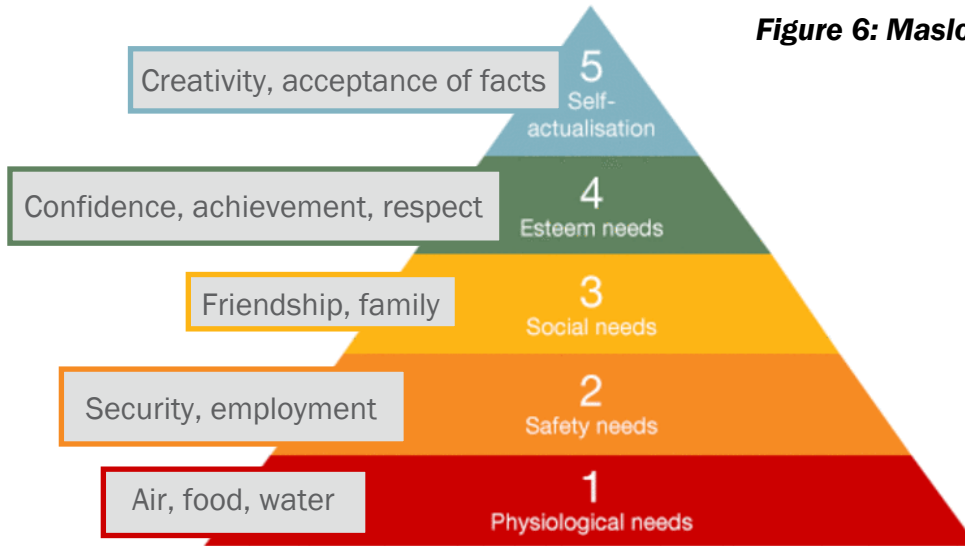 Figure 6: Maslo
Creativity, acceptance of facts
5
Self-
actualisation
Confidence, achievement, respect
4
Esteem needs
Friendship, family
3
Social needs
Security, employment
2
Safety needs
Air, food, water
1
Physiological needs